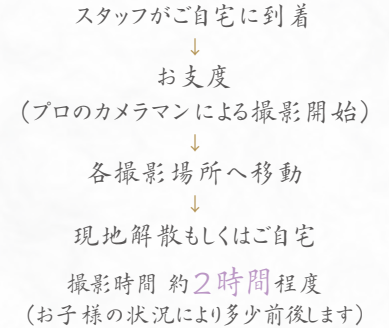 スタッフがご自宅に到着
↓
お支度
（プロのカメラマンによる撮影開始）
↓
各撮影場所へ移動
↓
現地解散もしくはご自宅
撮影時間 約2時間程度
（お子様の状況により多少前後します）